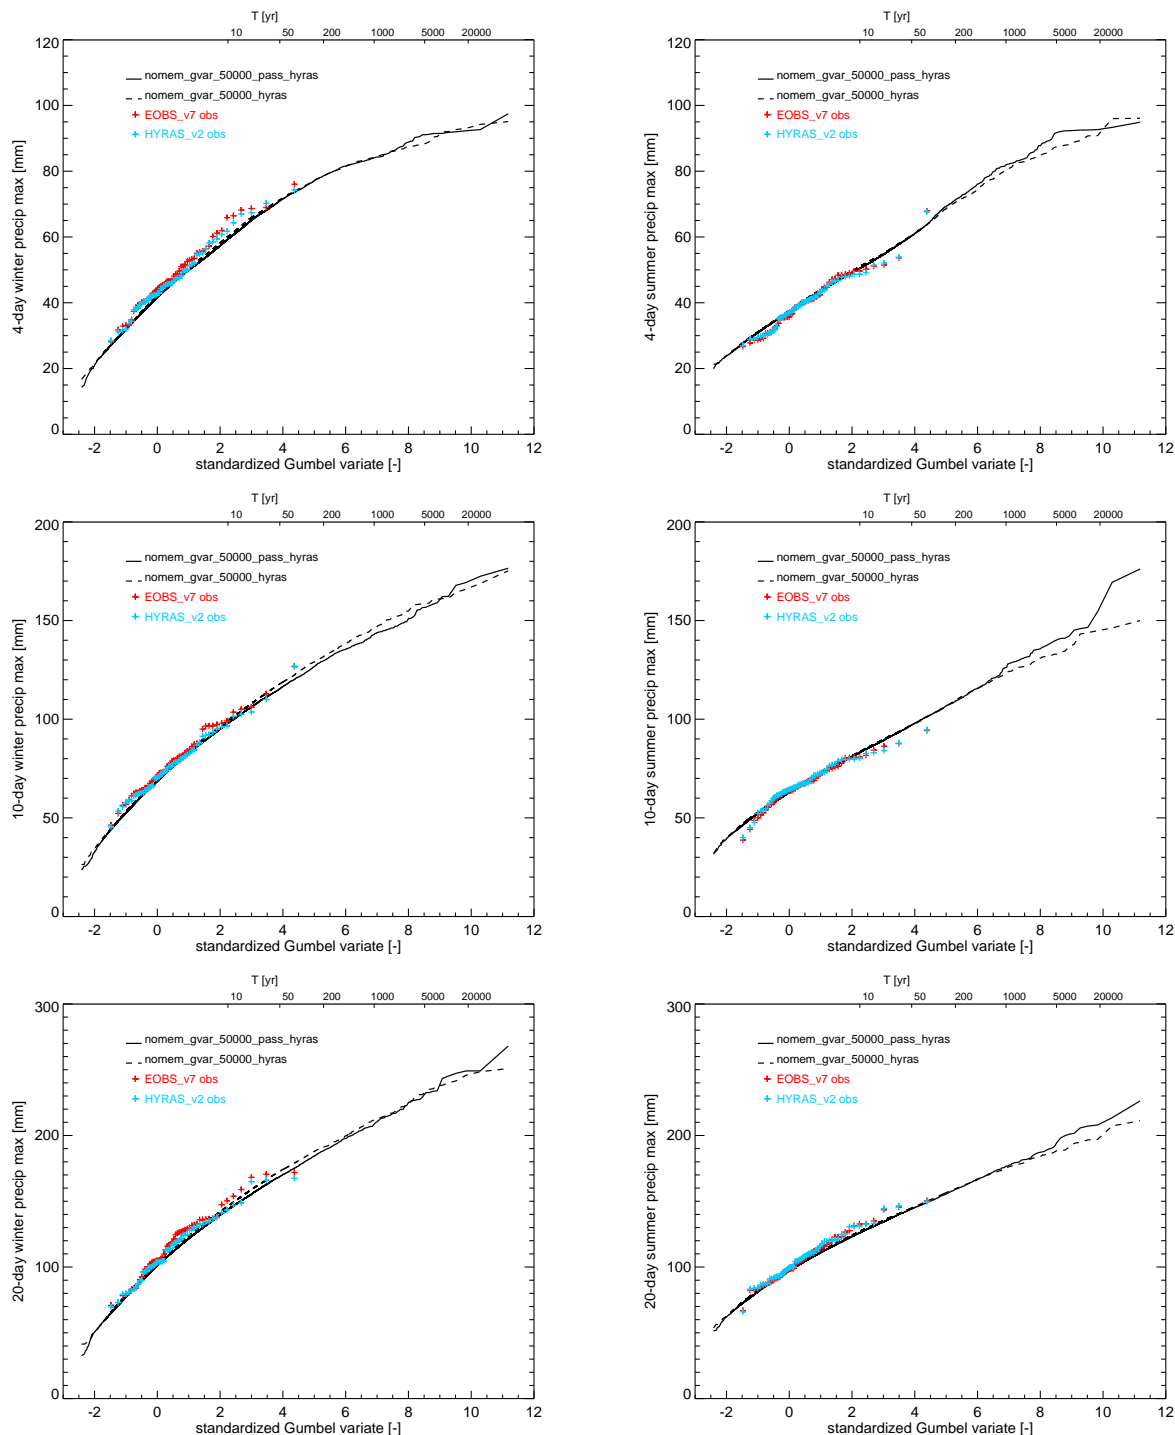 T [yr]
10 50 200 1000 5000 20000
120
100
80
60
40
20
0
4-day winter precip max [mm]
nomem_gvar_50000_pass_hyras
nomem_gvar_50000_hyras
EOBS_v7 obs
HYRAS_v2 obs
-2 0 2 4 6 8 10 12
standardized Gumbel variate [-]
T [yr]
10 50 200 1000 5000 20000
120
100
80
60
40
20
0
4-day summer precip max [mm]
nomem_gvar_50000_pass_hyras
nomem_gvar_50000_hyras
EOBS_v7 obs
HYRAS_v2 obs
-2 0 2 4 6 8 10 12
standardized Gumbel variate [-]
T [yr]
10 50 200 1000 5000 20000
200
150
100
50
0
10-day winter precip max [mm]
nomem_gvar_50000_pass_hyras
nomem_gvar_50000_hyras
EOBS_v7 obs
HYRAS_v2 obs
-2 0 2 4 6 8 10 12
standardized Gumbel variate [-]
T [yr]
10 50 200 1000 5000 20000
200
150
100
50
0
10-day summer precip max [mm]
nomem_gvar_50000_pass_hyras
nomem_gvar_50000_hyras
EOBS_v7 obs
HYRAS_v2 obs
-2 0 2 4 6 8 10 12
standardized Gumbel variate [-]
T [yr]
10 50 200 1000 5000 20000
300
200
100
0
20-day winter precip max [mm]
nomem_gvar_50000_pass_hyras
nomem_gvar_50000_hyras
EOBS_v7 obs
HYRAS_v2 obs
-2 0 2 4 6 8 10 12
standardized Gumbel variate [-]
T [yr]
10 50 200 1000 5000 20000
300
200
100
0
20-day summer precip max [mm]
nomem_gvar_50000_pass_hyras
nomem_gvar_50000_hyras
EOBS_v7 obs
HYRAS_v2 obs
-2 0 2 4 6 8 10 12
standardized Gumbel variate [-]